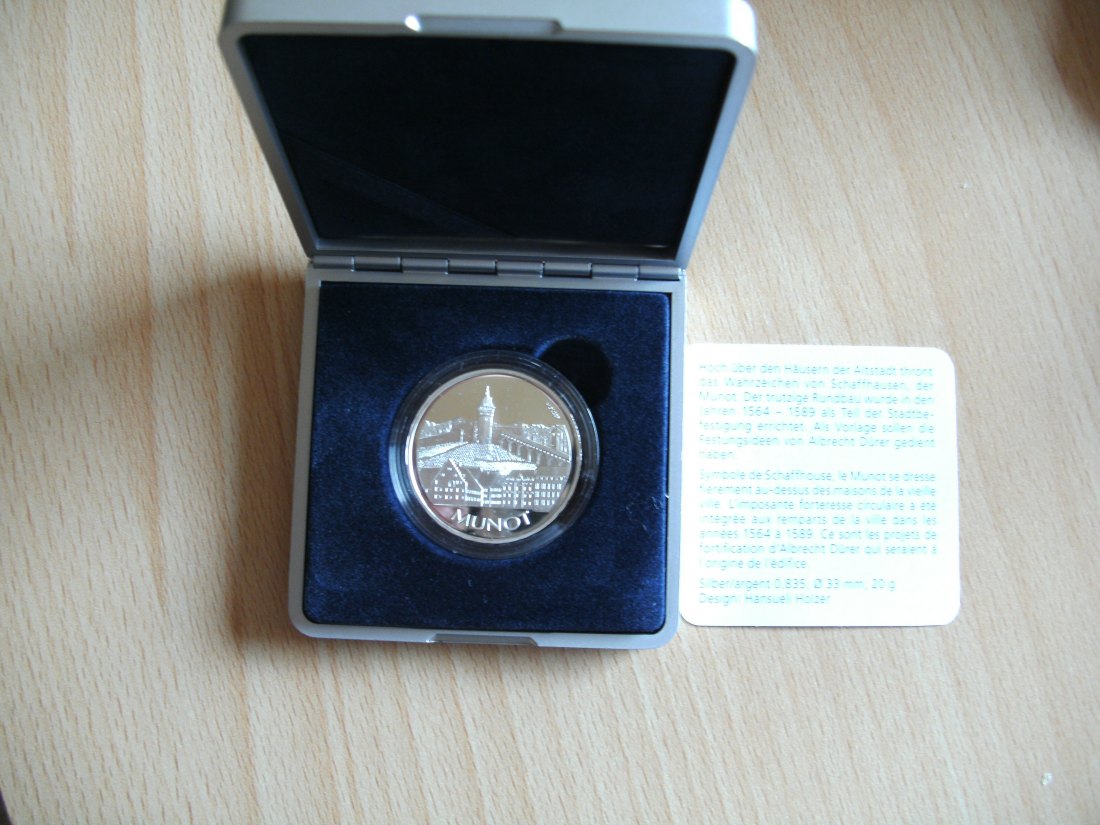 MUNOT
Hoch über den Häusern der Altstadt thront
das Wahrzeichen von Schaffhausen, der
Munot. Der trutzige Rundbau wurde in den
Jahren 1564 – 1589 als Teil der Stadtbe-
festigung errichtet. Als Vorlage sollen die
Festungsideen von Albrecht Dürer gedient
haben.
Symbole de Schaffhouse, le Munot se dresse
fièrement au-dessus des maisons de la vieille
ville. L'imposante forteresse circulaire a été
intégrée aux remparts de la ville dans les
années 1564 à 1589. Ce sont les projets de
fortification d'Albrecht Dürer qui seraient à
l'origine de l'édifice.
Silber/argent 0.835, Ø 33 mm, 20 g
Design: Hansueli Holzer